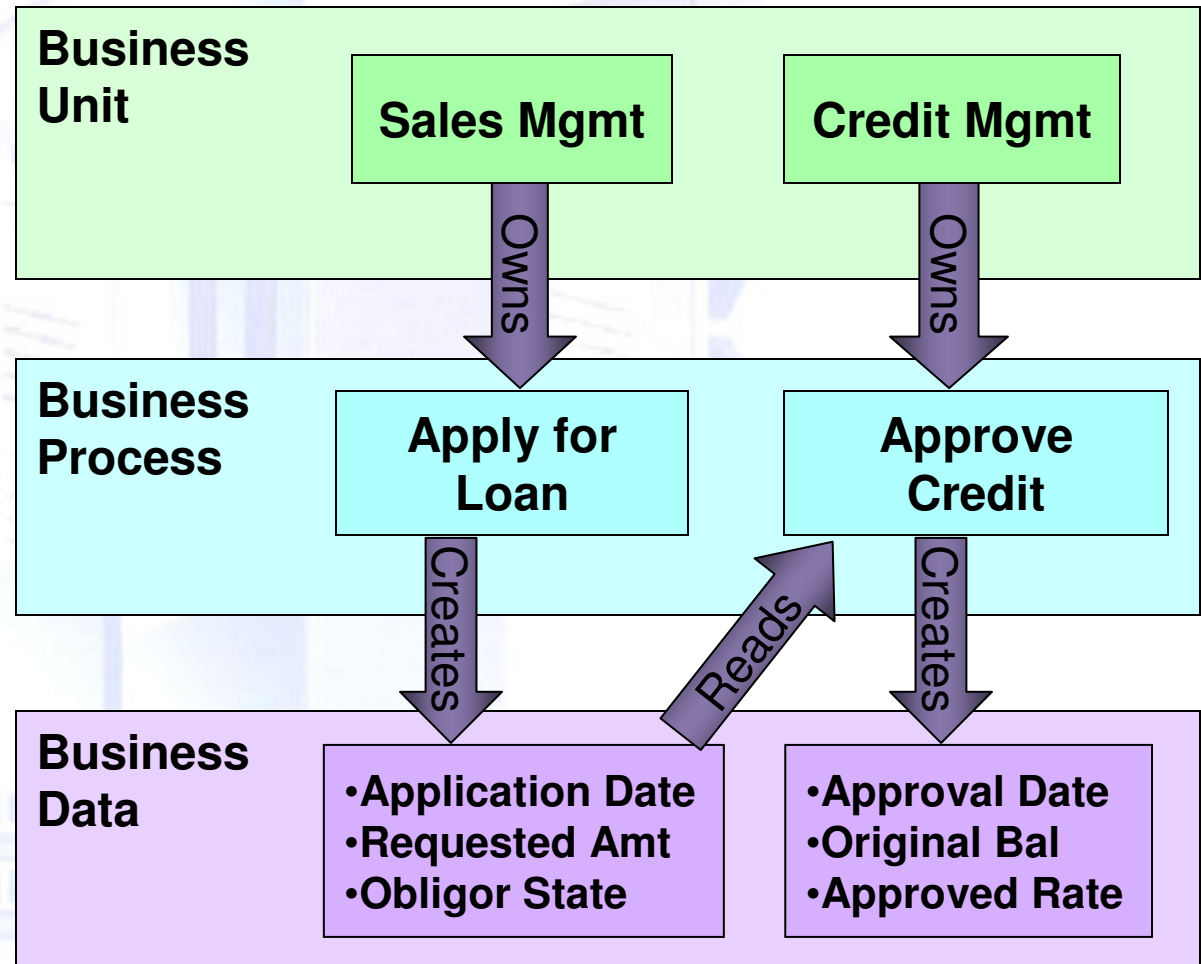 Business
Unit
Sales Mgmt
Credit Mgmt
Owns
Owns
Business
Process
Apply for
Loan
Approve
Credit
Creates
Reads
Creates
Business
Data
•Application Date
•Requested Amt
•Obligor State
•Approval Date
•Original Bal
•Approved Rate